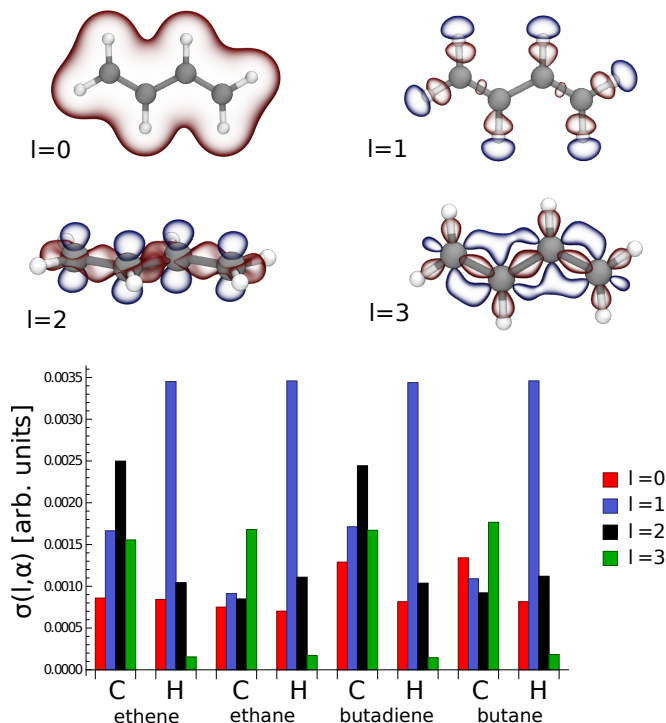 l=0
l=1
l=2
l=3
σ(l,α) [arb. units]
0.0035
0.0030
0.0025
0.0020
0.0015
0.0010
0.0005
0.0000
l=0
l=1
l=2
l=3
C H C H C H C H
ethene ethane butadiene butane